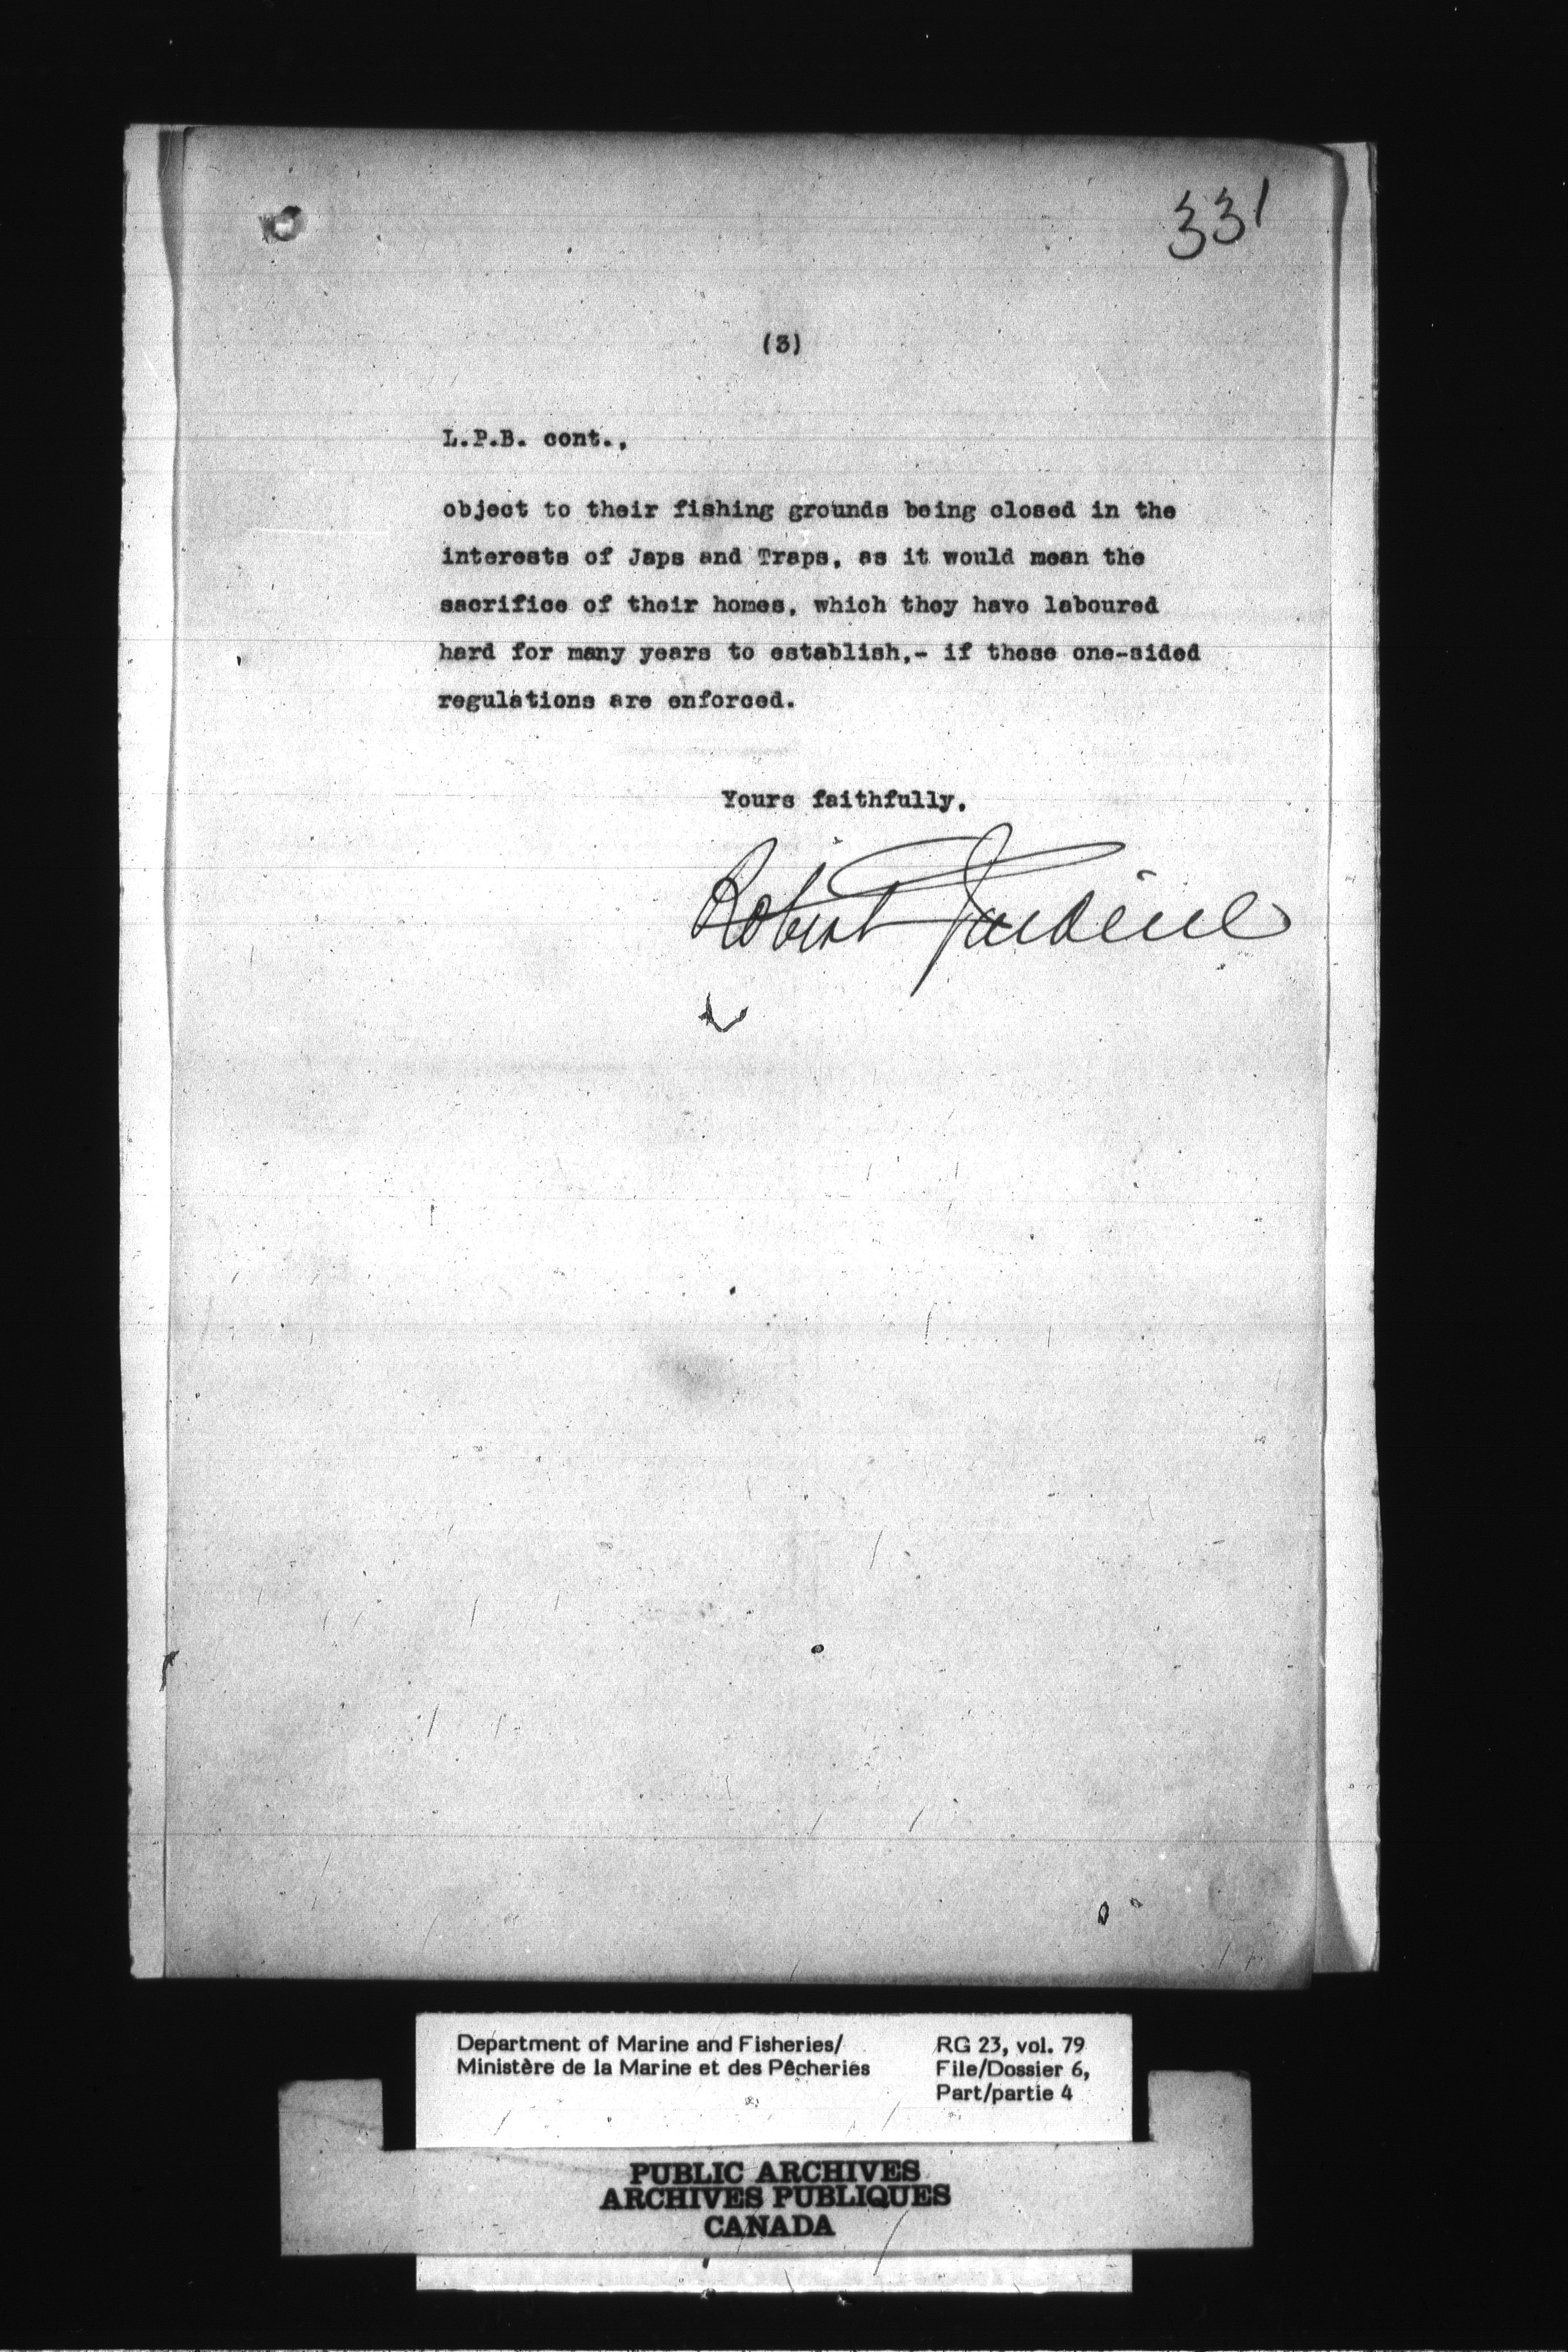 331
(3)
L.P.B. cont.,
object to their fishing grounds being closed in the
interests of Japs and Traps, as it would mean the
sacrifice of their homes, which they have laboured
hard for many years to establish,- if these one-sided
regulations are enforced.
Yours faithfully,
Robert Jardine
Department of Marine and Fisheries/
Ministère de la Marine et des Pêcheries
RG 23, vol. 79
File/Dossier 6,
Part/partie 4
PUBLIC ARCHIVES
ARCHIVES PUBLIQUES
CANADA